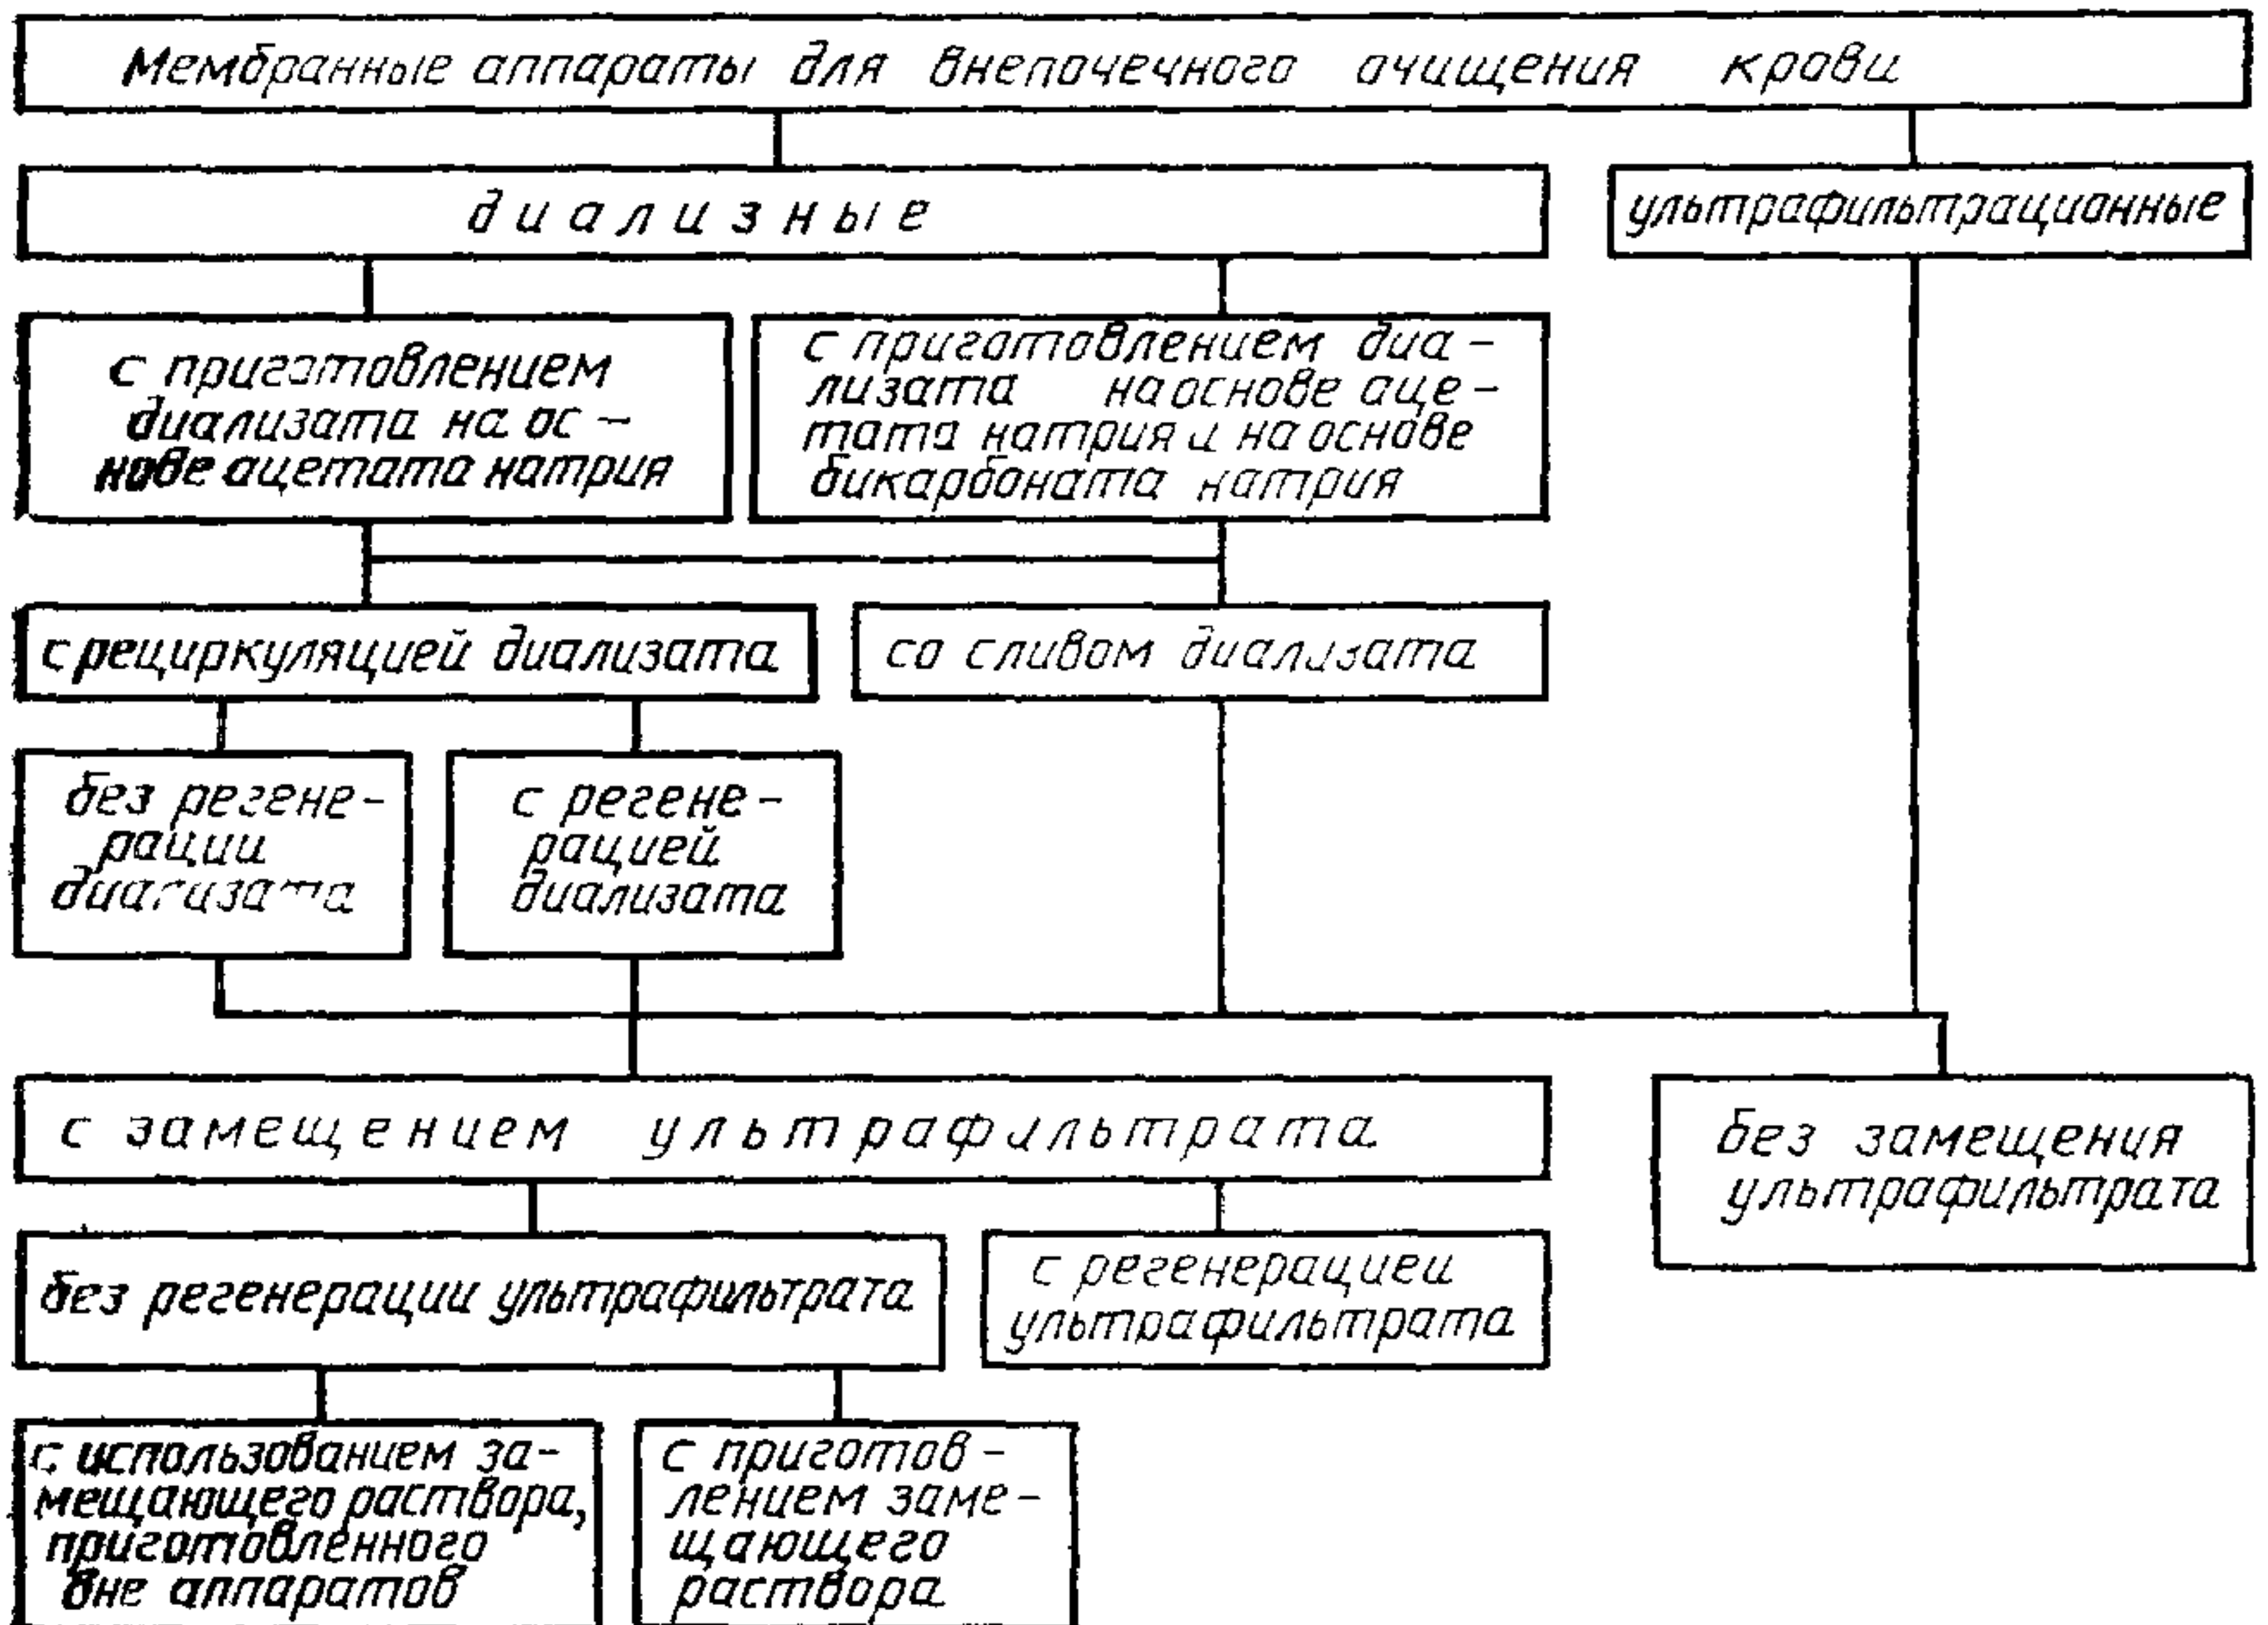 Мембранные аппараты для внепочечного очищения крови
диализные
ультрафильтрационные
с приготовлением
диализата на ос-
нове ацетата натрия
с приготовлением диа-
лизата на основе аце-
тата натрия и на основе
бикарбоната натрия
с рециркуляцией диализата
со сливом диализата
без регене-
рации
диализата
с регене-
рацией
диализата
с замещением ультрафильтрата
без замещения
ультрафильтрата
без регенерации ультрафильтрата
с регенерацией
ультрафильтрата
с использованием за-
мещающего раствора,
приготовленного
вне аппаратов
с приготов-
лением заме-
щающего
раствора